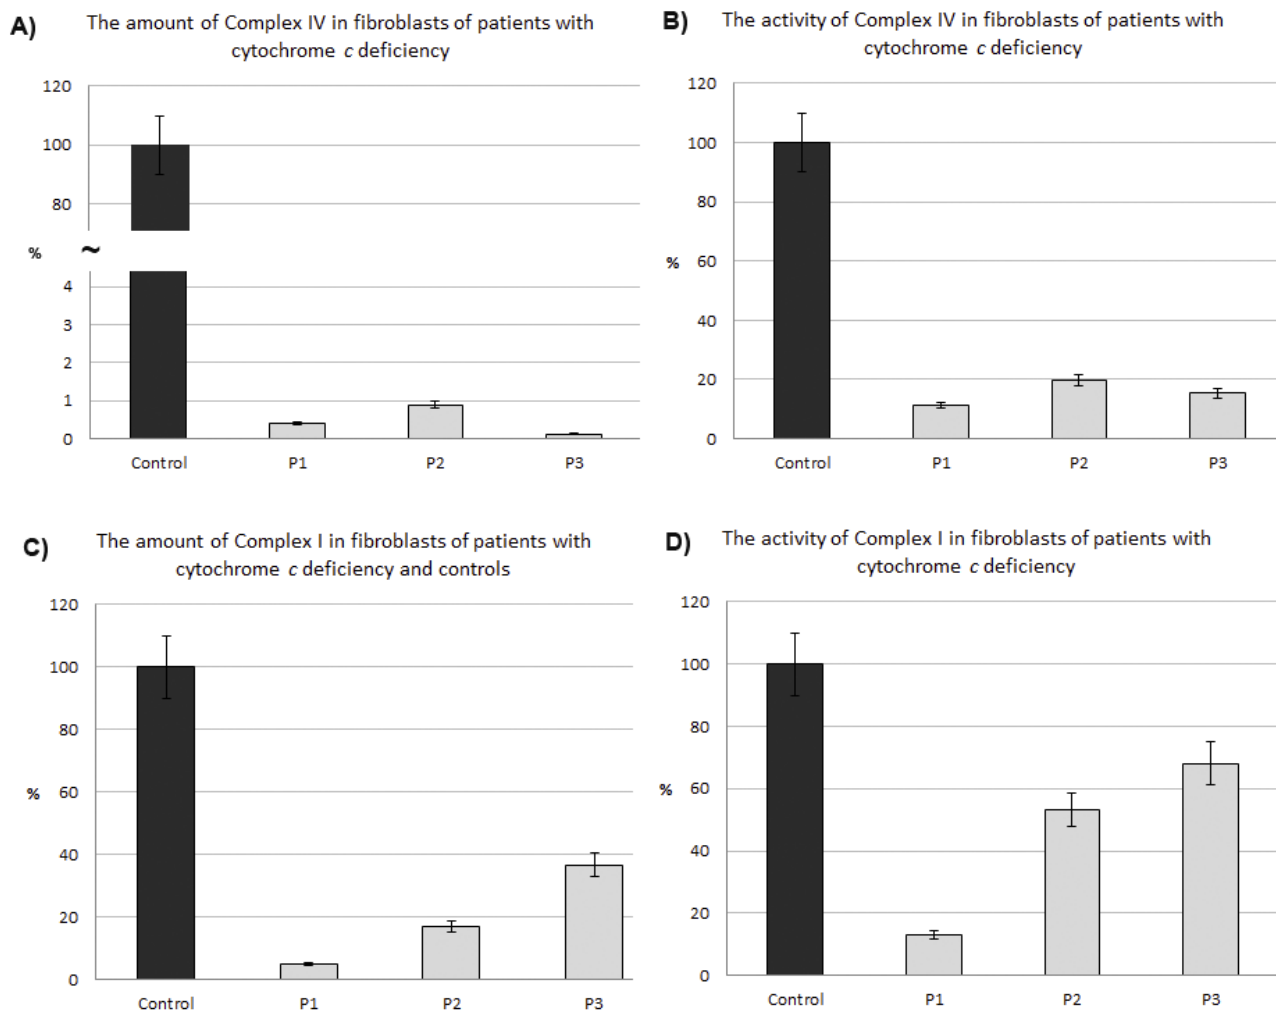 A) The amount of Complex IV in fibroblasts of patients with
cytochrome c deficiency
120
100
80
% ~
4
3
2
1
0
Control P1 P2 P3
B) The activity of Complex IV in fibroblasts of patients with
cytochrome c deficiency
120
100
80
60
%
40
20
0
Control P1 P2 P3
C) The amount of Complex I in fibroblasts of patients with
cytochrome c deficiency and controls
120
100
80
60
%
40
20
0
Control P1 P2 P3
D) The activity of Complex I in fibroblasts of patients with
cytochrome c deficiency
120
100
80
60
%
40
20
0
Control P1 P2 P3